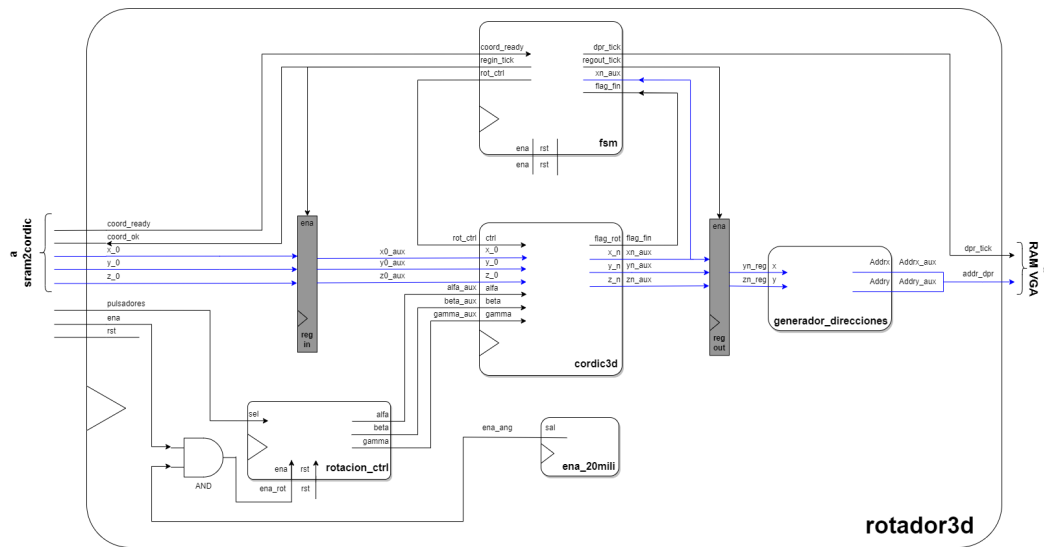 coord_ready
regin_tick
rot_ctrl
dpr_tick
regout_tick
xn_aux
flag_fin
fsm
ena
rst
ena
rst
a
sram2cordic
coord_ready
coord_ok
x_0
y_0
z_0
pulsadores
ena
rst
ena
reg
in
x0_aux
y0_aux
z0_aux
alfa_aux
beta_aux
gamma_aux
rot_ctrl
ctrl
x_0
y_0
z_0
alfa
beta
gamma
flag_rot
x_n
y_n
z_n
flag_fin
xn_aux
yn_aux
zn_aux
cordic3d
ena
reg
out
yn_reg
zn_reg
x
y
Addrx
Addry
generador_direcciones
Addrx_aux
Addry_aux
dpr_tick
addr_dpr
RAM VGA
sel
alfa
beta
gamma
ena
rst
rotacion_ctrl
ena_rot
rst
AND
ena_ang
sal
ena_20mili
rotador3d